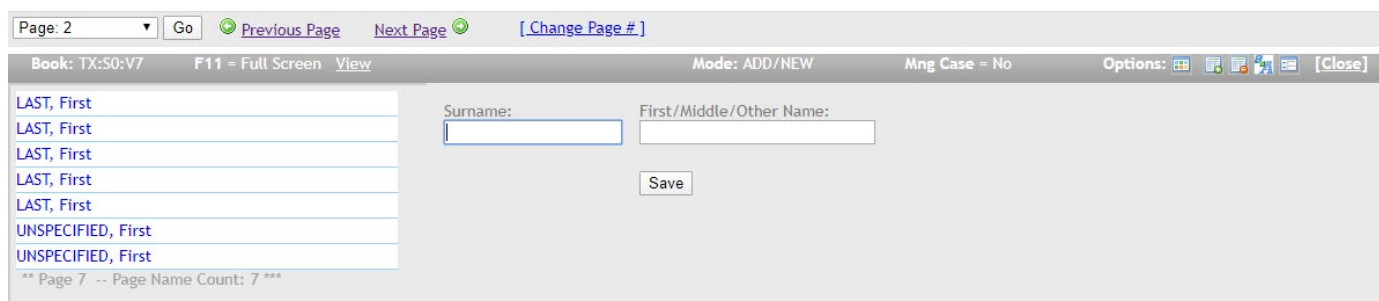 Page: 2 Go Previous Page Next Page [ Change Page # ]
Book: TX:S0:V7 F11 = Full Screen View Mode: ADD/NEW Mng Case = No Options: [Close]
LAST, First
LAST, First
LAST, First
LAST, First
LAST, First
UNSPECIFIED, First
UNSPECIFIED, First
** Page 7 -- Page Name Count: 7 ***
Surname: First/Middle/Other Name:
Save